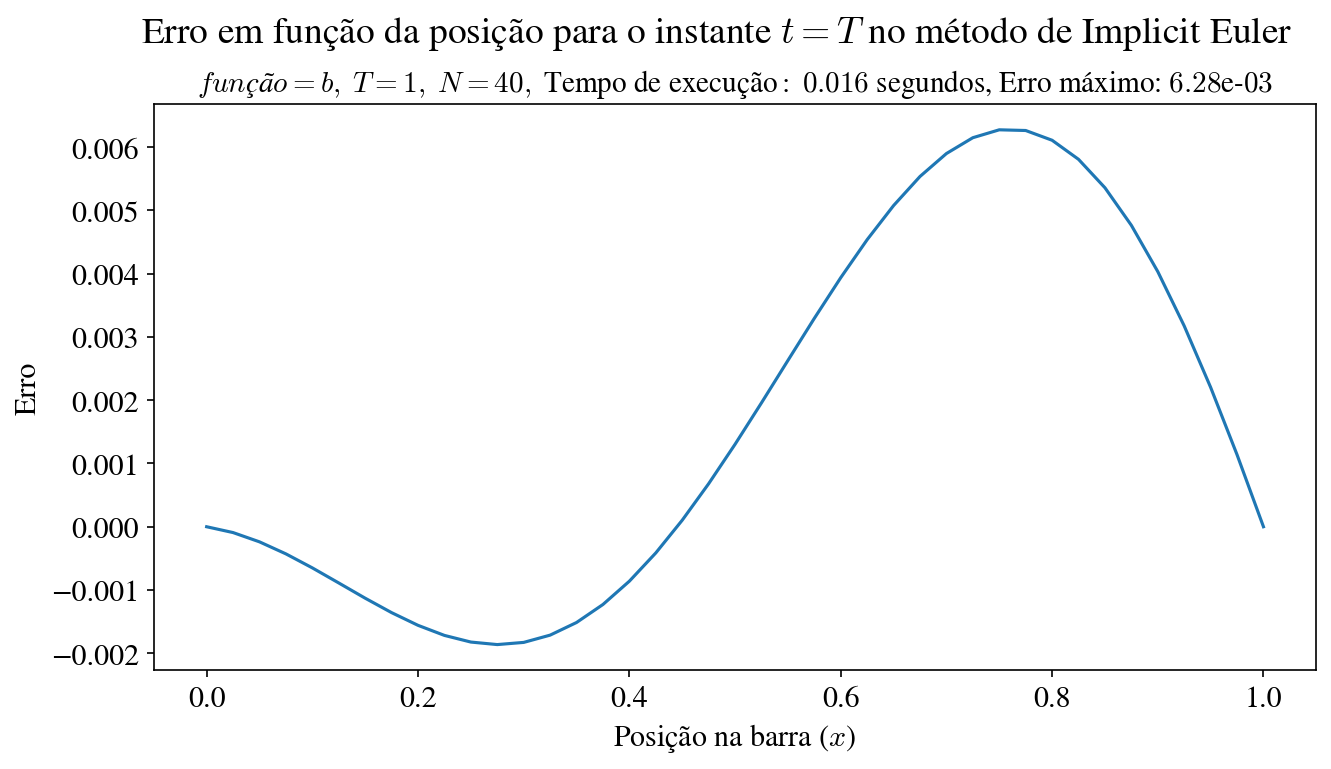 Erro em função da posição para o instante t = T no método de Implicit Euler
função = b, T = 1, N = 40, Tempo de execução : 0.016 segundos, Erro máximo: 6.28e-03
0.006
0.005
0.004
0.003
0.002
0.001
0.000
−0.001
−0.002
Erro
0.0 0.2 0.4 0.6 0.8 1.0
Posição na barra (x)